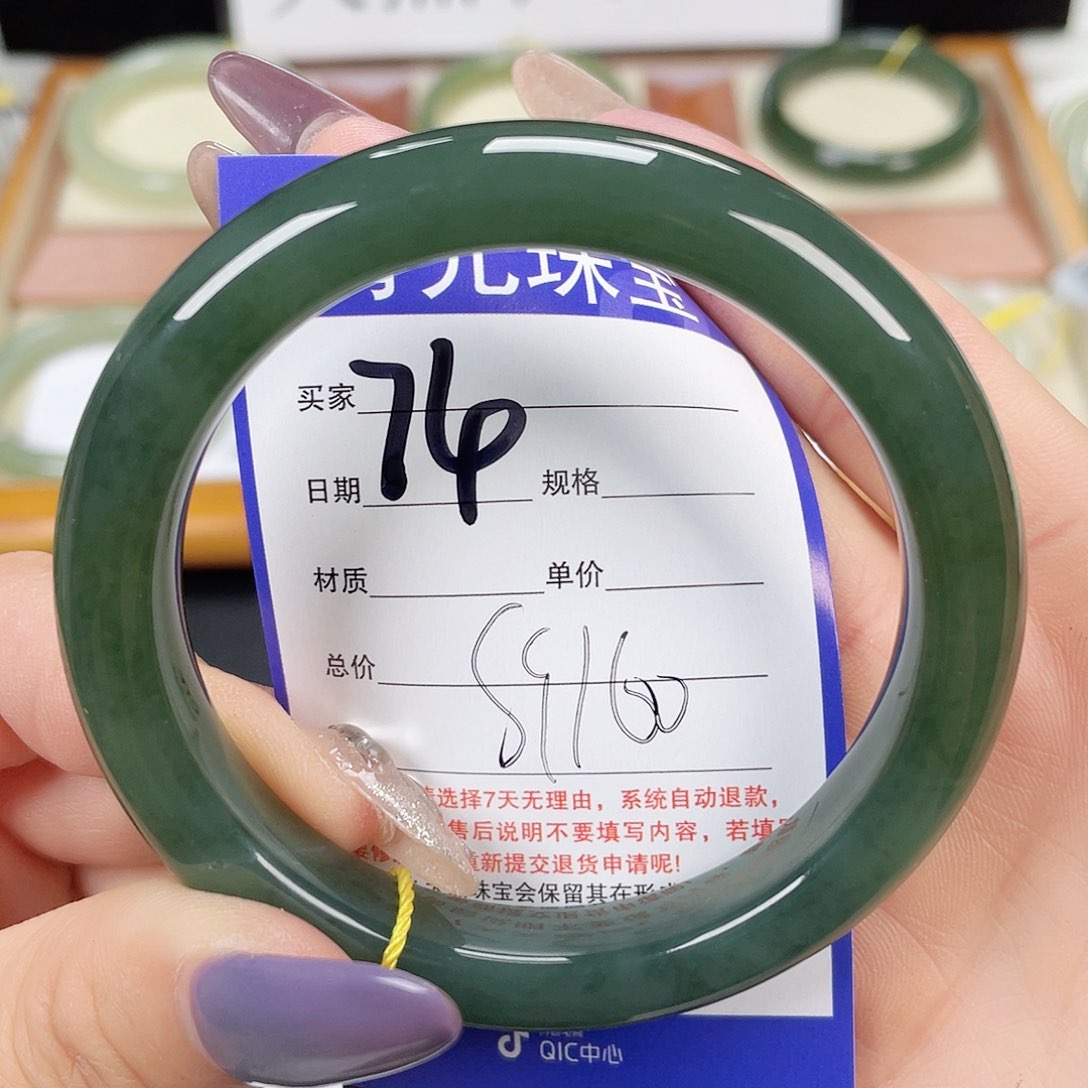 元珠宝
买家 74
日期 规格
材质 单价
总价
选择7天无理由，系统自动退款，
售后说明不要填写内容，若填
新提交退货申请呢!
珠宝会保留其在形
QIC中心